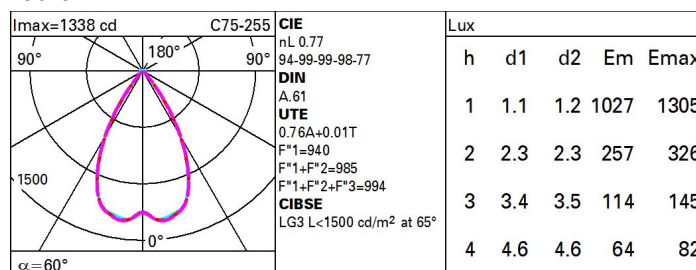 Imax=1338 cd C75-255
90° 180° 90°
1500
0°
α=60°
CIE
nL 0.77
94-99-99-98-77
DIN
A.61
UTE
0.76A+0.01T
F"1=940
F"1+F"2=985
F"1+F"2+F"3=994
CIBSE
LG3 L<1500 cd/m² at 65°
Lux
h d1 d2 Em Emax
1 1.1 1.2 1027 1305
2 2.3 2.3 257 326
3 3.4 3.5 114 145
4 4.6 4.6 64 82